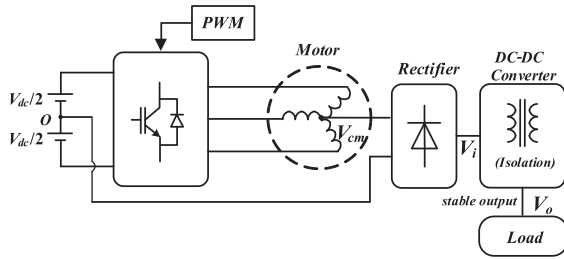 PWM
Motor
Rectifier
DC-DC
Converter
V_dc/2
O
V_dc/2
V_cm
V_i
(Isolation)
stable output
V_o
Load